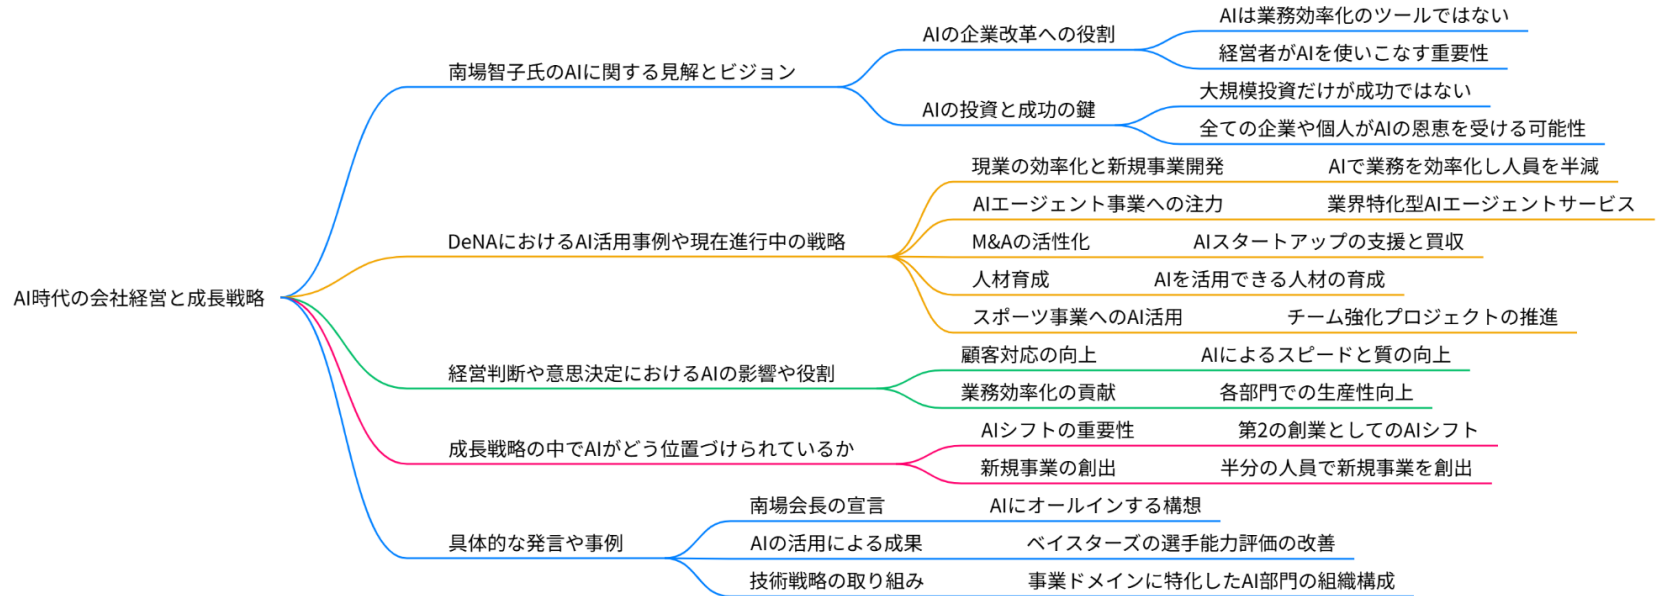 AI時代の会社経営と成長戦略
南場智子氏のAIに関する見解とビジョン
AIの企業改革への役割
AIは業務効率化のツールではない
経営者がAIを使いこなす重要性
AIの投資と成功の鍵
大規模投資だけが成功ではない
全ての企業や個人がAIの恩恵を受ける可能性
DeNAにおけるAI活用事例や現在進行中の戦略
現業の効率化と新規事業開発
AIで業務を効率化し人員を半減
AIエージェント事業への注力
業界特化型AIエージェントサービス
M&Aの活性化
AIスタートアップの支援と買収
人材育成
AIを活用できる人材の育成
スポーツ事業へのAI活用
チーム強化プロジェクトの推進
経営判断や意思決定におけるAIの影響や役割
顧客対応の向上
AIによるスピードと質の向上
業務効率化の貢献
各部門での生産性向上
成長戦略の中でAIがどう位置づけられているか
AIシフトの重要性
第2の創業としてのAIシフト
新規事業の創出
半分の人員で新規事業を創出
具体的な発言や事例
南場会長の宣言
AIにオールインする構想
AIの活用による成果
ベイスターズの選手能力評価の改善
技術戦略の取り組み
事業ドメインに特化したAI部門の組織構成